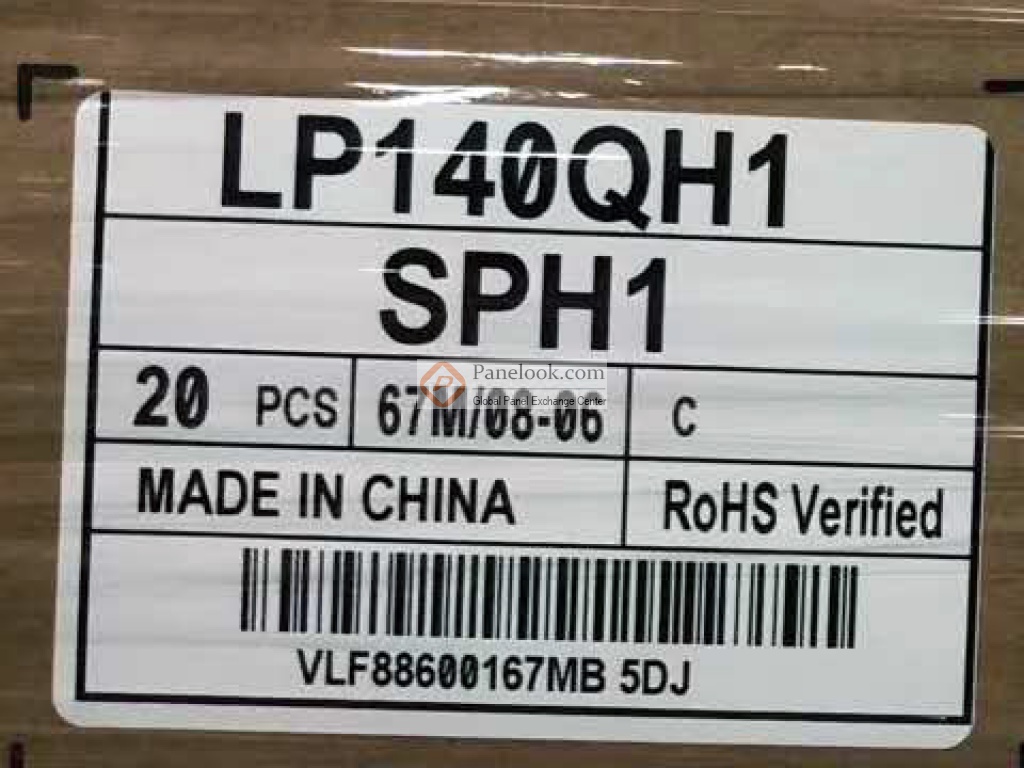 LP140QH1
SPH1
20 PCS 67M/08-06 C
Panelook.com
Global Panel Exchange Center
MADE IN CHINA RoHS Verified
VLF88600167MB 5DJ